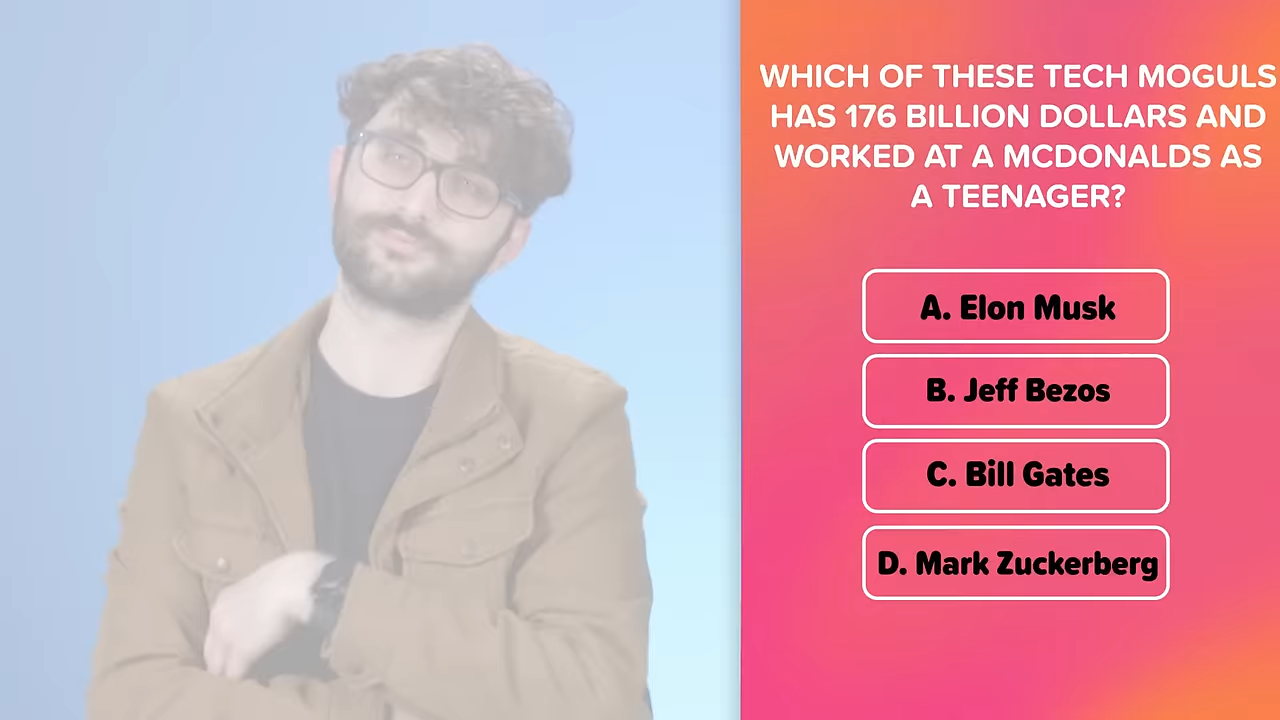 WHICH OF THESE TECH MOGULS
HAS 176 BILLION DOLLARS AND
WORKED AT A MCDONALDS AS
A TEENAGER?
A. Elon Musk
B. Jeff Bezos
C. Bill Gates
D. Mark Zuckerberg